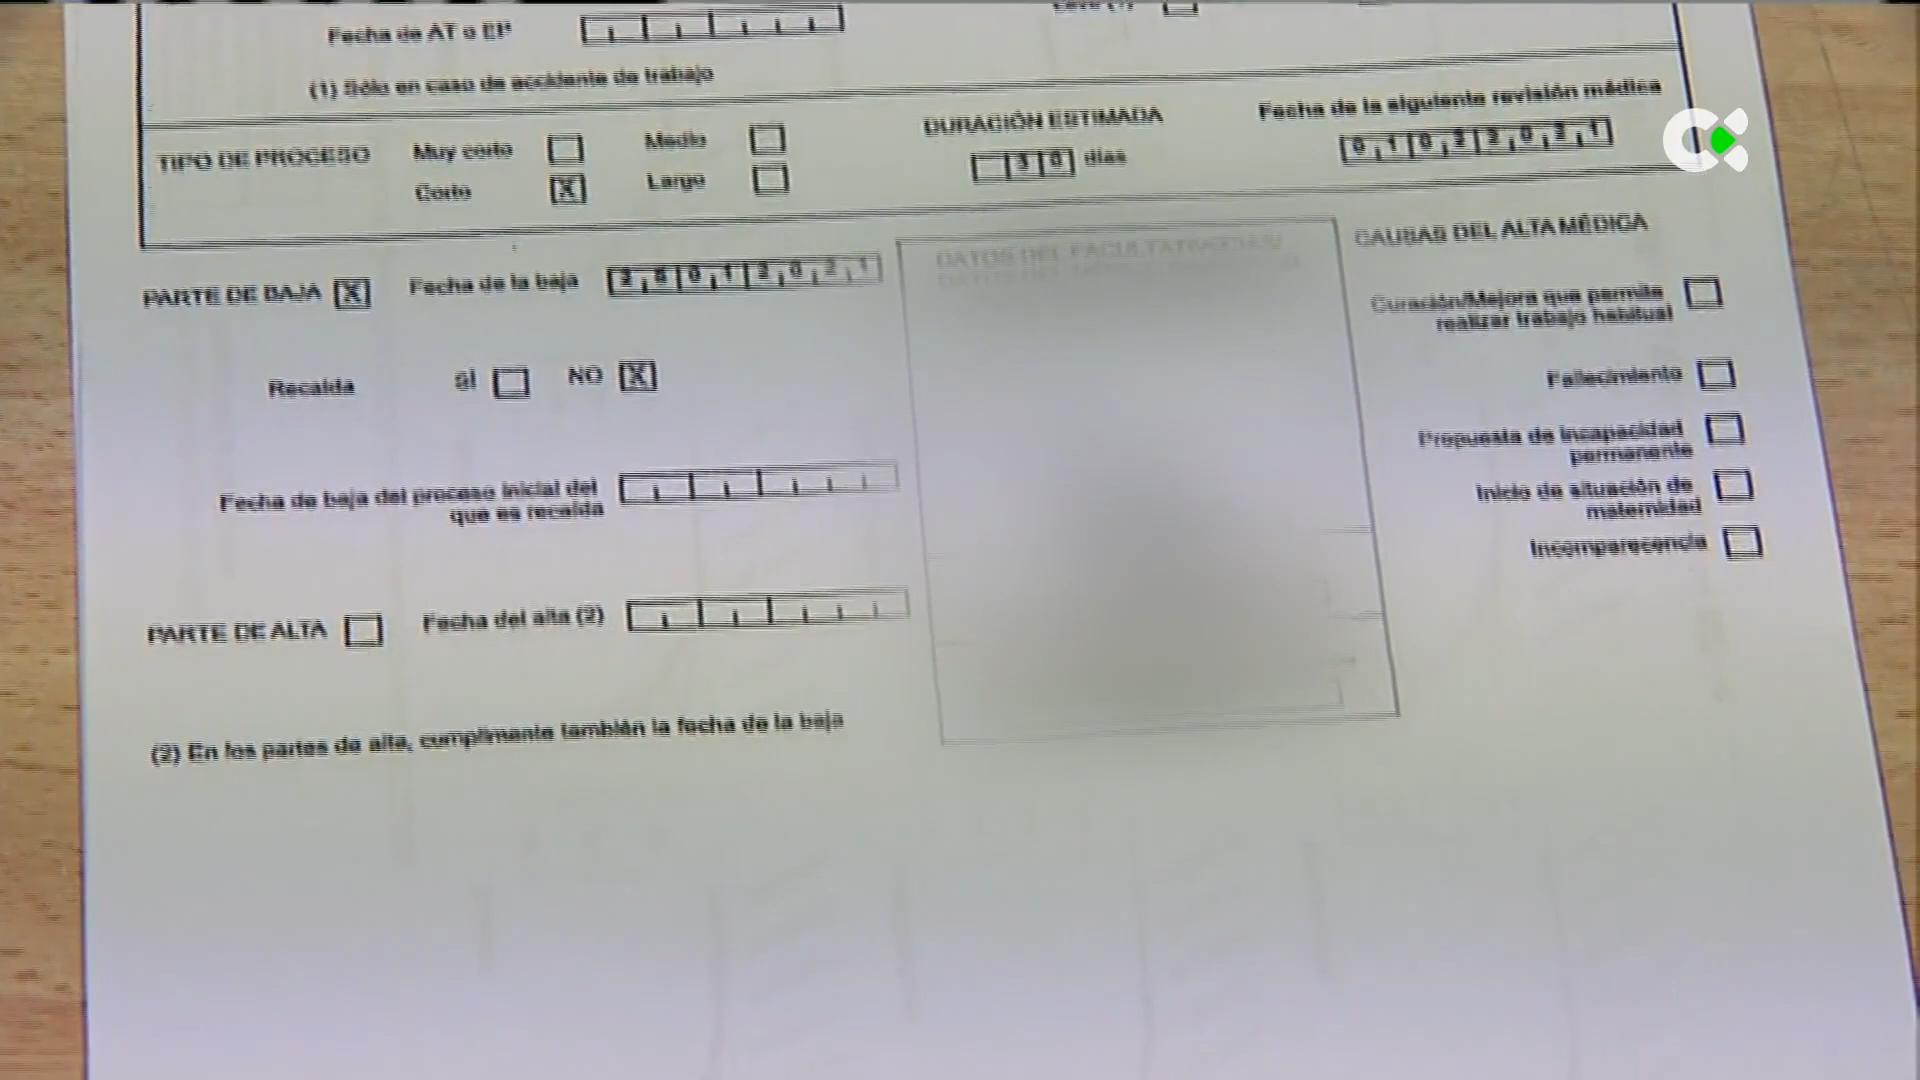 Fecha de AT o EP
(1) Sólo en caso de accidente de trabajo
TIPO DE PROCESO
Muy corto
Medio
Corto X
Largo
DURACIÓN ESTIMADA
30 días
Fecha de la siguiente revisión médica
01022021
PARTE DE BAJA X Fecha de la baja
Recaída SÍ NO X
Fecha de baja del proceso inicial del
que es recaída
PARTE DE ALTA Fecha del alta (2)
(2) En los partes de alta, cumplimente también la fecha de la baja
DATOS DEL
CAUSAS DEL ALTA MÉDICA
Curación/Mejora que permite
realizar trabajo habitual
Fallecimiento
Propuesta de incapacidad
permanente
Inicio de situación de
maternidad
Incomparecencia